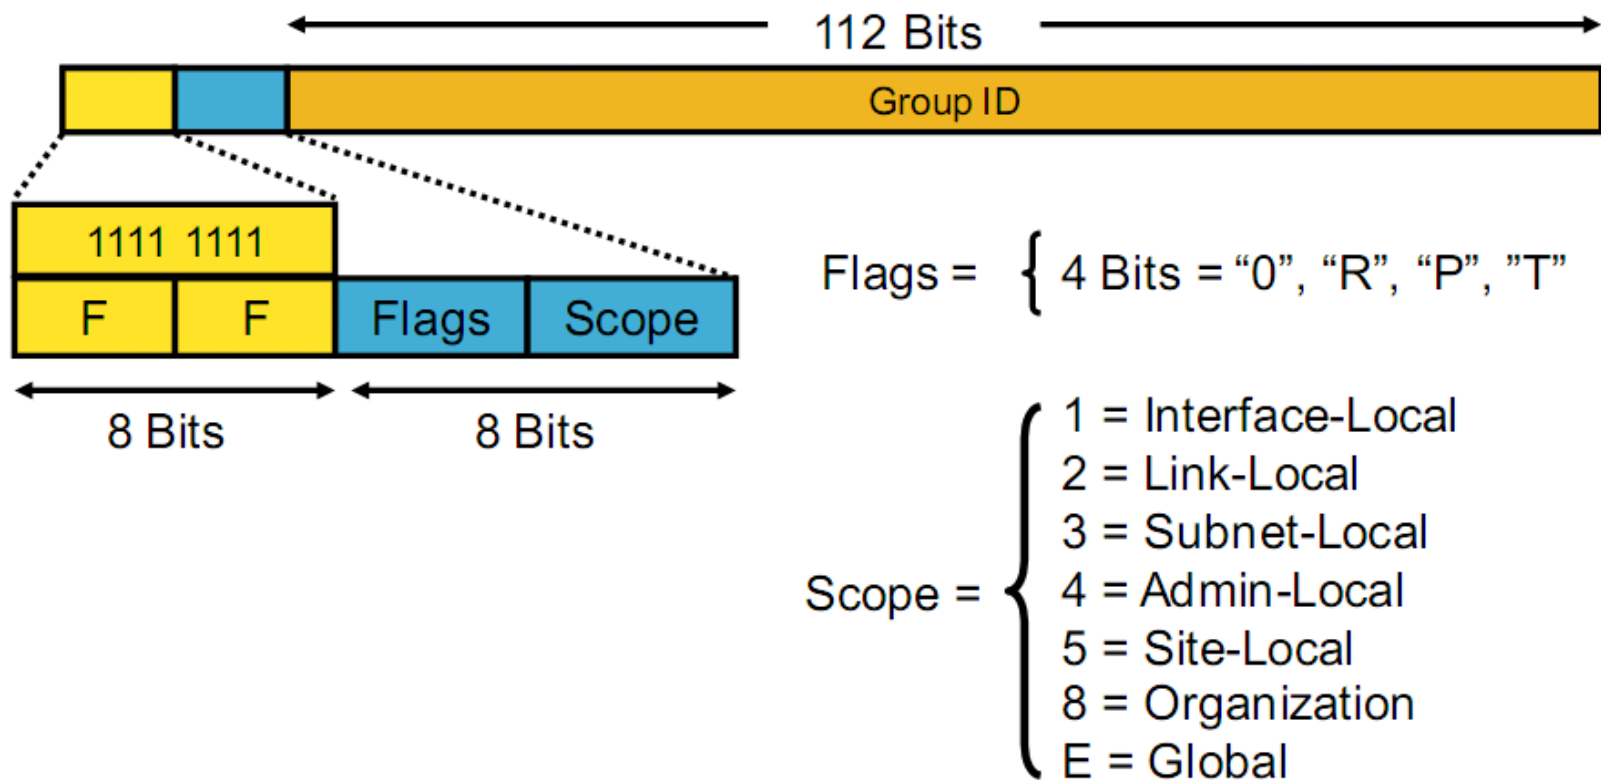 112 Bits
Group ID
1111 1111
F F Flags Scope
8 Bits 8 Bits
Flags = { 4 Bits = “0”, “R”, “P”, ”T”
Scope = {
1 = Interface-Local
2 = Link-Local
3 = Subnet-Local
4 = Admin-Local
5 = Site-Local
8 = Organization
E = Global